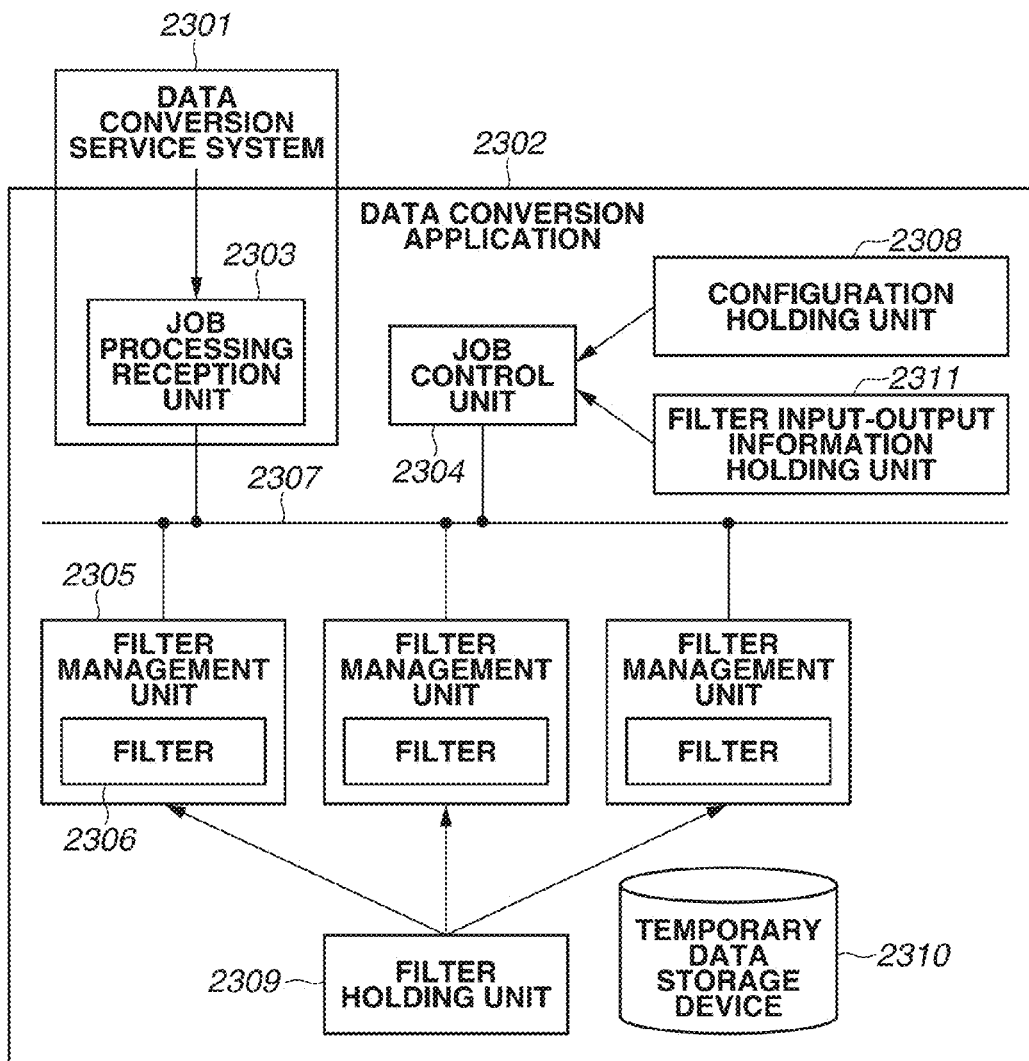 2301
DATA
CONVERSION
SERVICE SYSTEM
2302
DATA CONVERSION
APPLICATION
2303
JOB
PROCESSING
RECEPTION
UNIT
JOB
CONTROL
UNIT
2304
2308
CONFIGURATION
HOLDING UNIT
2311
FILTER INPUT-OUTPUT
INFORMATION
HOLDING UNIT
2307
2305
FILTER
MANAGEMENT
UNIT
FILTER
2306
FILTER
MANAGEMENT
UNIT
FILTER
FILTER
MANAGEMENT
UNIT
FILTER
2309
FILTER
HOLDING UNIT
TEMPORARY
DATA
STORAGE
DEVICE
2310